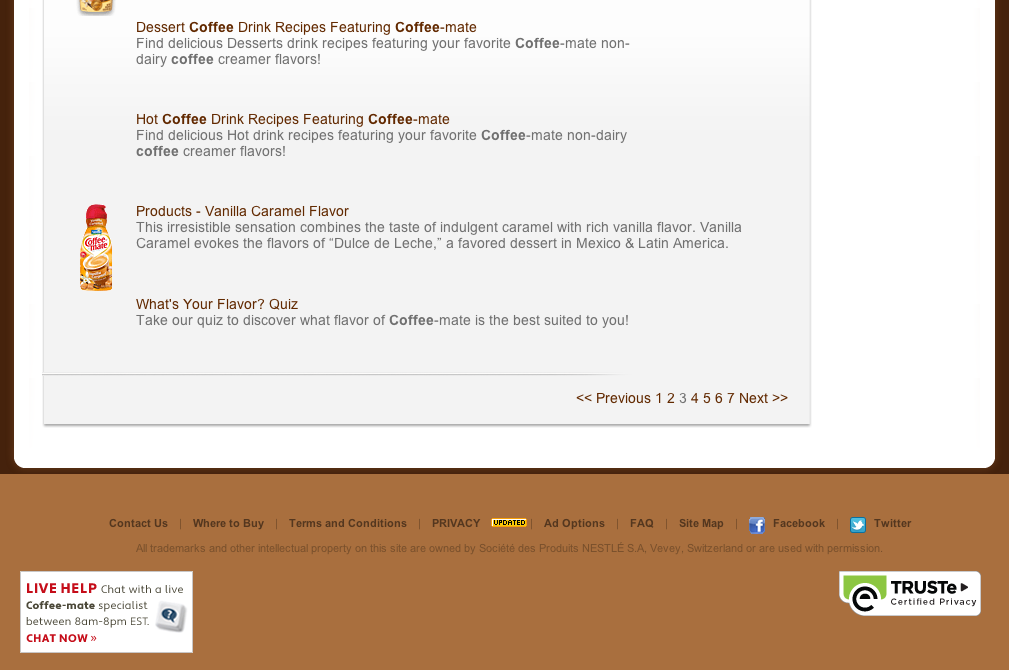 Dessert Coffee Drink Recipes Featuring Coffee-mate
Find delicious Desserts drink recipes featuring your favorite Coffee-mate non-
dairy coffee creamer flavors!
Hot Coffee Drink Recipes Featuring Coffee-mate
Find delicious Hot drink recipes featuring your favorite Coffee-mate non-dairy
coffee creamer flavors!
Coffee-mate
Products - Vanilla Caramel Flavor
This irresistible sensation combines the taste of indulgent caramel with rich vanilla flavor. Vanilla
Caramel evokes the flavors of “Dulce de Leche,” a favored dessert in Mexico & Latin America.
What's Your Flavor? Quiz
Take our quiz to discover what flavor of Coffee-mate is the best suited to you!
<< Previous 1 2 3 4 5 6 7 Next >>
Contact Us | Where to Buy | Terms and Conditions | PRIVACY UPDATED | Ad Options | FAQ | Site Map | Facebook | Twitter
All trademarks and other intellectual property on this site are owned by Société des Produits NESTLÉ S.A, Vevey, Switzerland or are used with permission.
LIVE HELP Chat with a live
Coffee-mate specialist
between 8am-8pm EST.
CHAT NOW »
TRUSTe
Certified Privacy